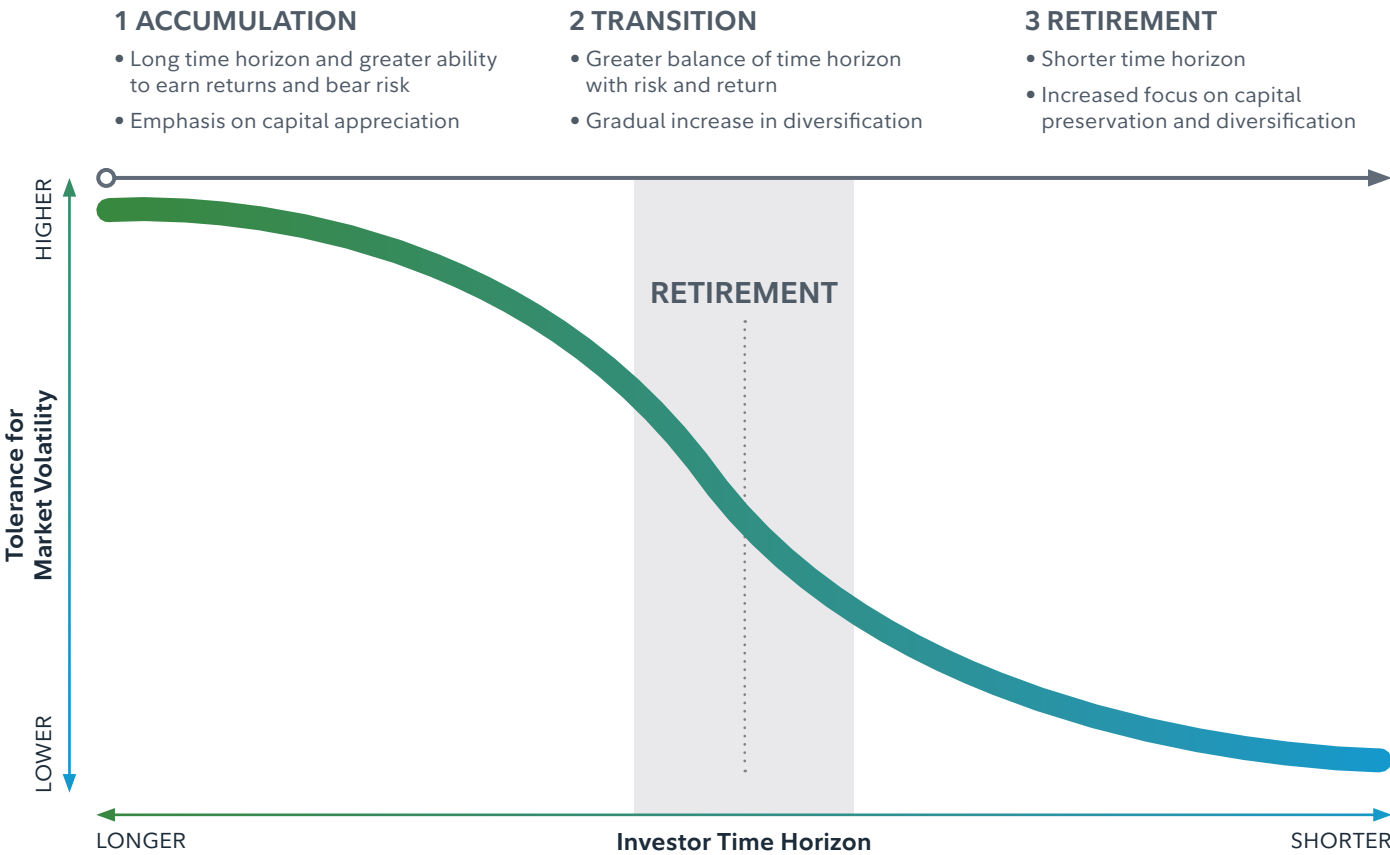 1 ACCUMULATION
• Long time horizon and greater ability
to earn returns and bear risk
• Emphasis on capital appreciation
2 TRANSITION
• Greater balance of time horizon
with risk and return
• Gradual increase in diversification
3 RETIREMENT
• Shorter time horizon
• Increased focus on capital
preservation and diversification
HIGHER
Tolerance for
Market Volatility
LOWER
RETIREMENT
LONGER
Investor Time Horizon
SHORTER